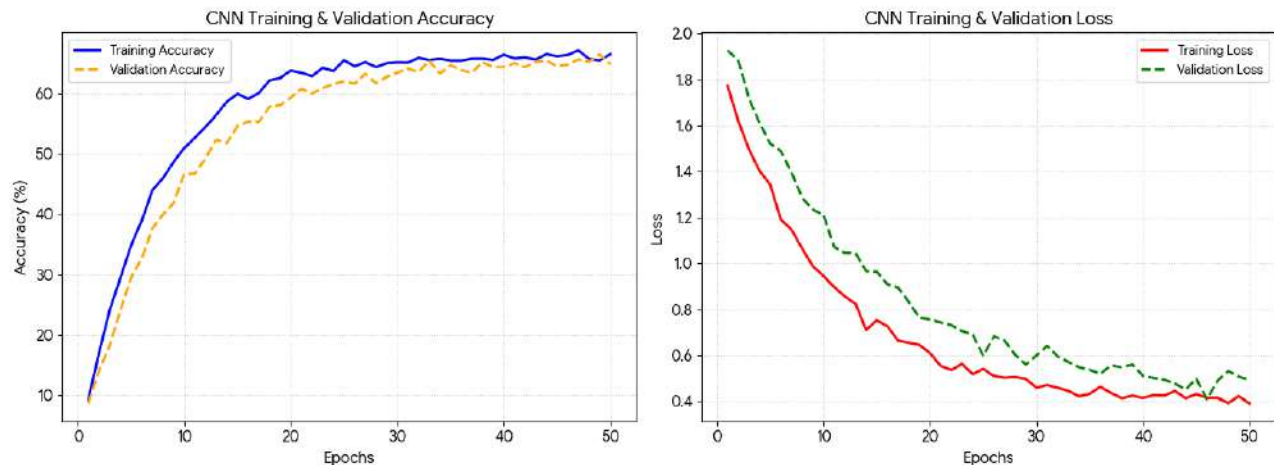 CNN Training & Validation Accuracy
Training Accuracy
Validation Accuracy
Accuracy (%)
60
50
40
30
20
10
0
10
20
30
40
50
Epochs
CNN Training & Validation Loss
Training Loss
Validation Loss
Loss
2.0
1.8
1.6
1.4
1.2
1.0
0.8
0.6
0.4
0
10
20
30
40
50
Epochs